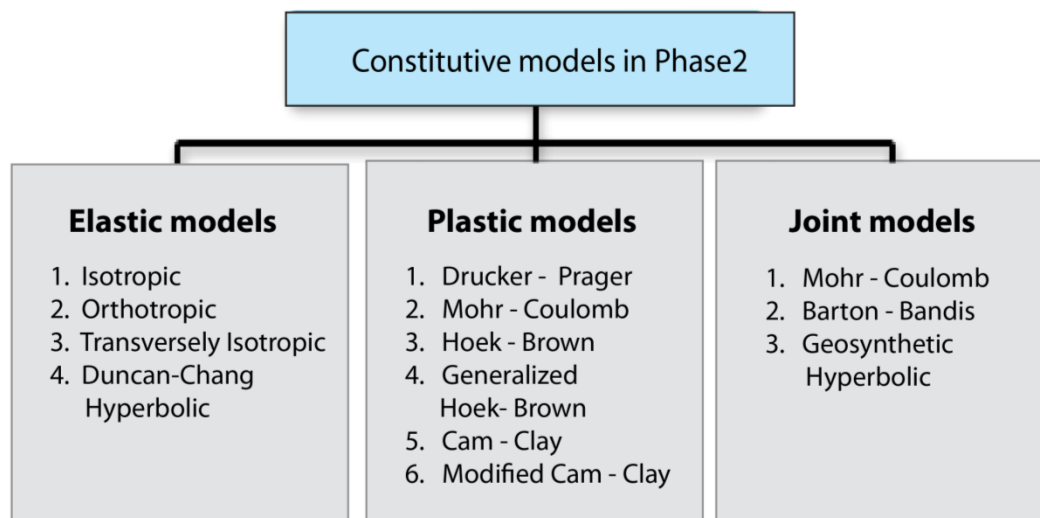 Constitutive models in Phase2
Elastic models
1. Isotropic
2. Orthotropic
3. Transversely Isotropic
4. Duncan-Chang
Hyperbolic
Plastic models
1. Drucker - Prager
2. Mohr - Coulomb
3. Hoek - Brown
4. Generalized
Hoek- Brown
5. Cam - Clay
6. Modified Cam - Clay
Joint models
1. Mohr - Coulomb
2. Barton - Bandis
3. Geosynthetic
Hyperbolic